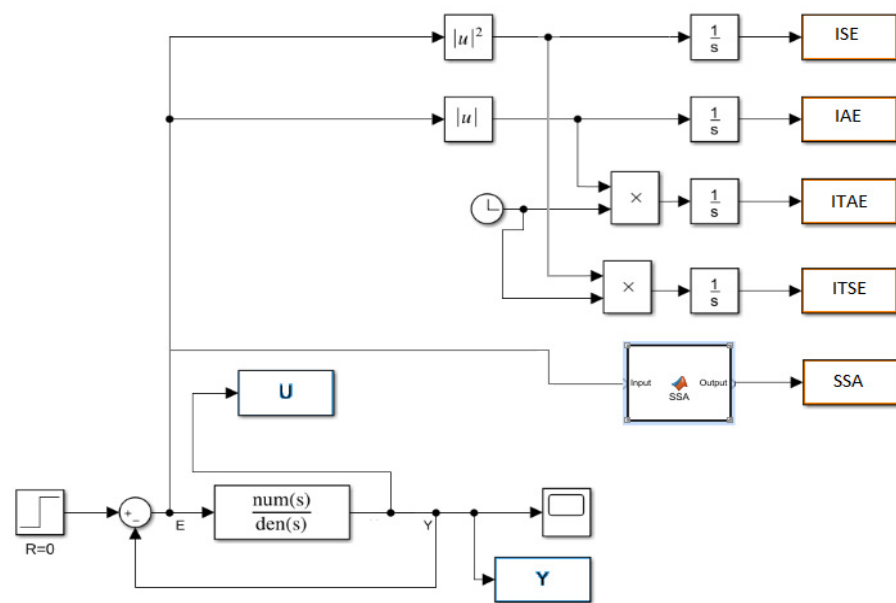 |u|²
1
s
ISE
|u|
1
s
IAE
×
1
s
ITAE
×
1
s
ITSE
Input
SSA
Output
SSA
U
+
−
E
num(s)
den(s)
Y
R=0
Y